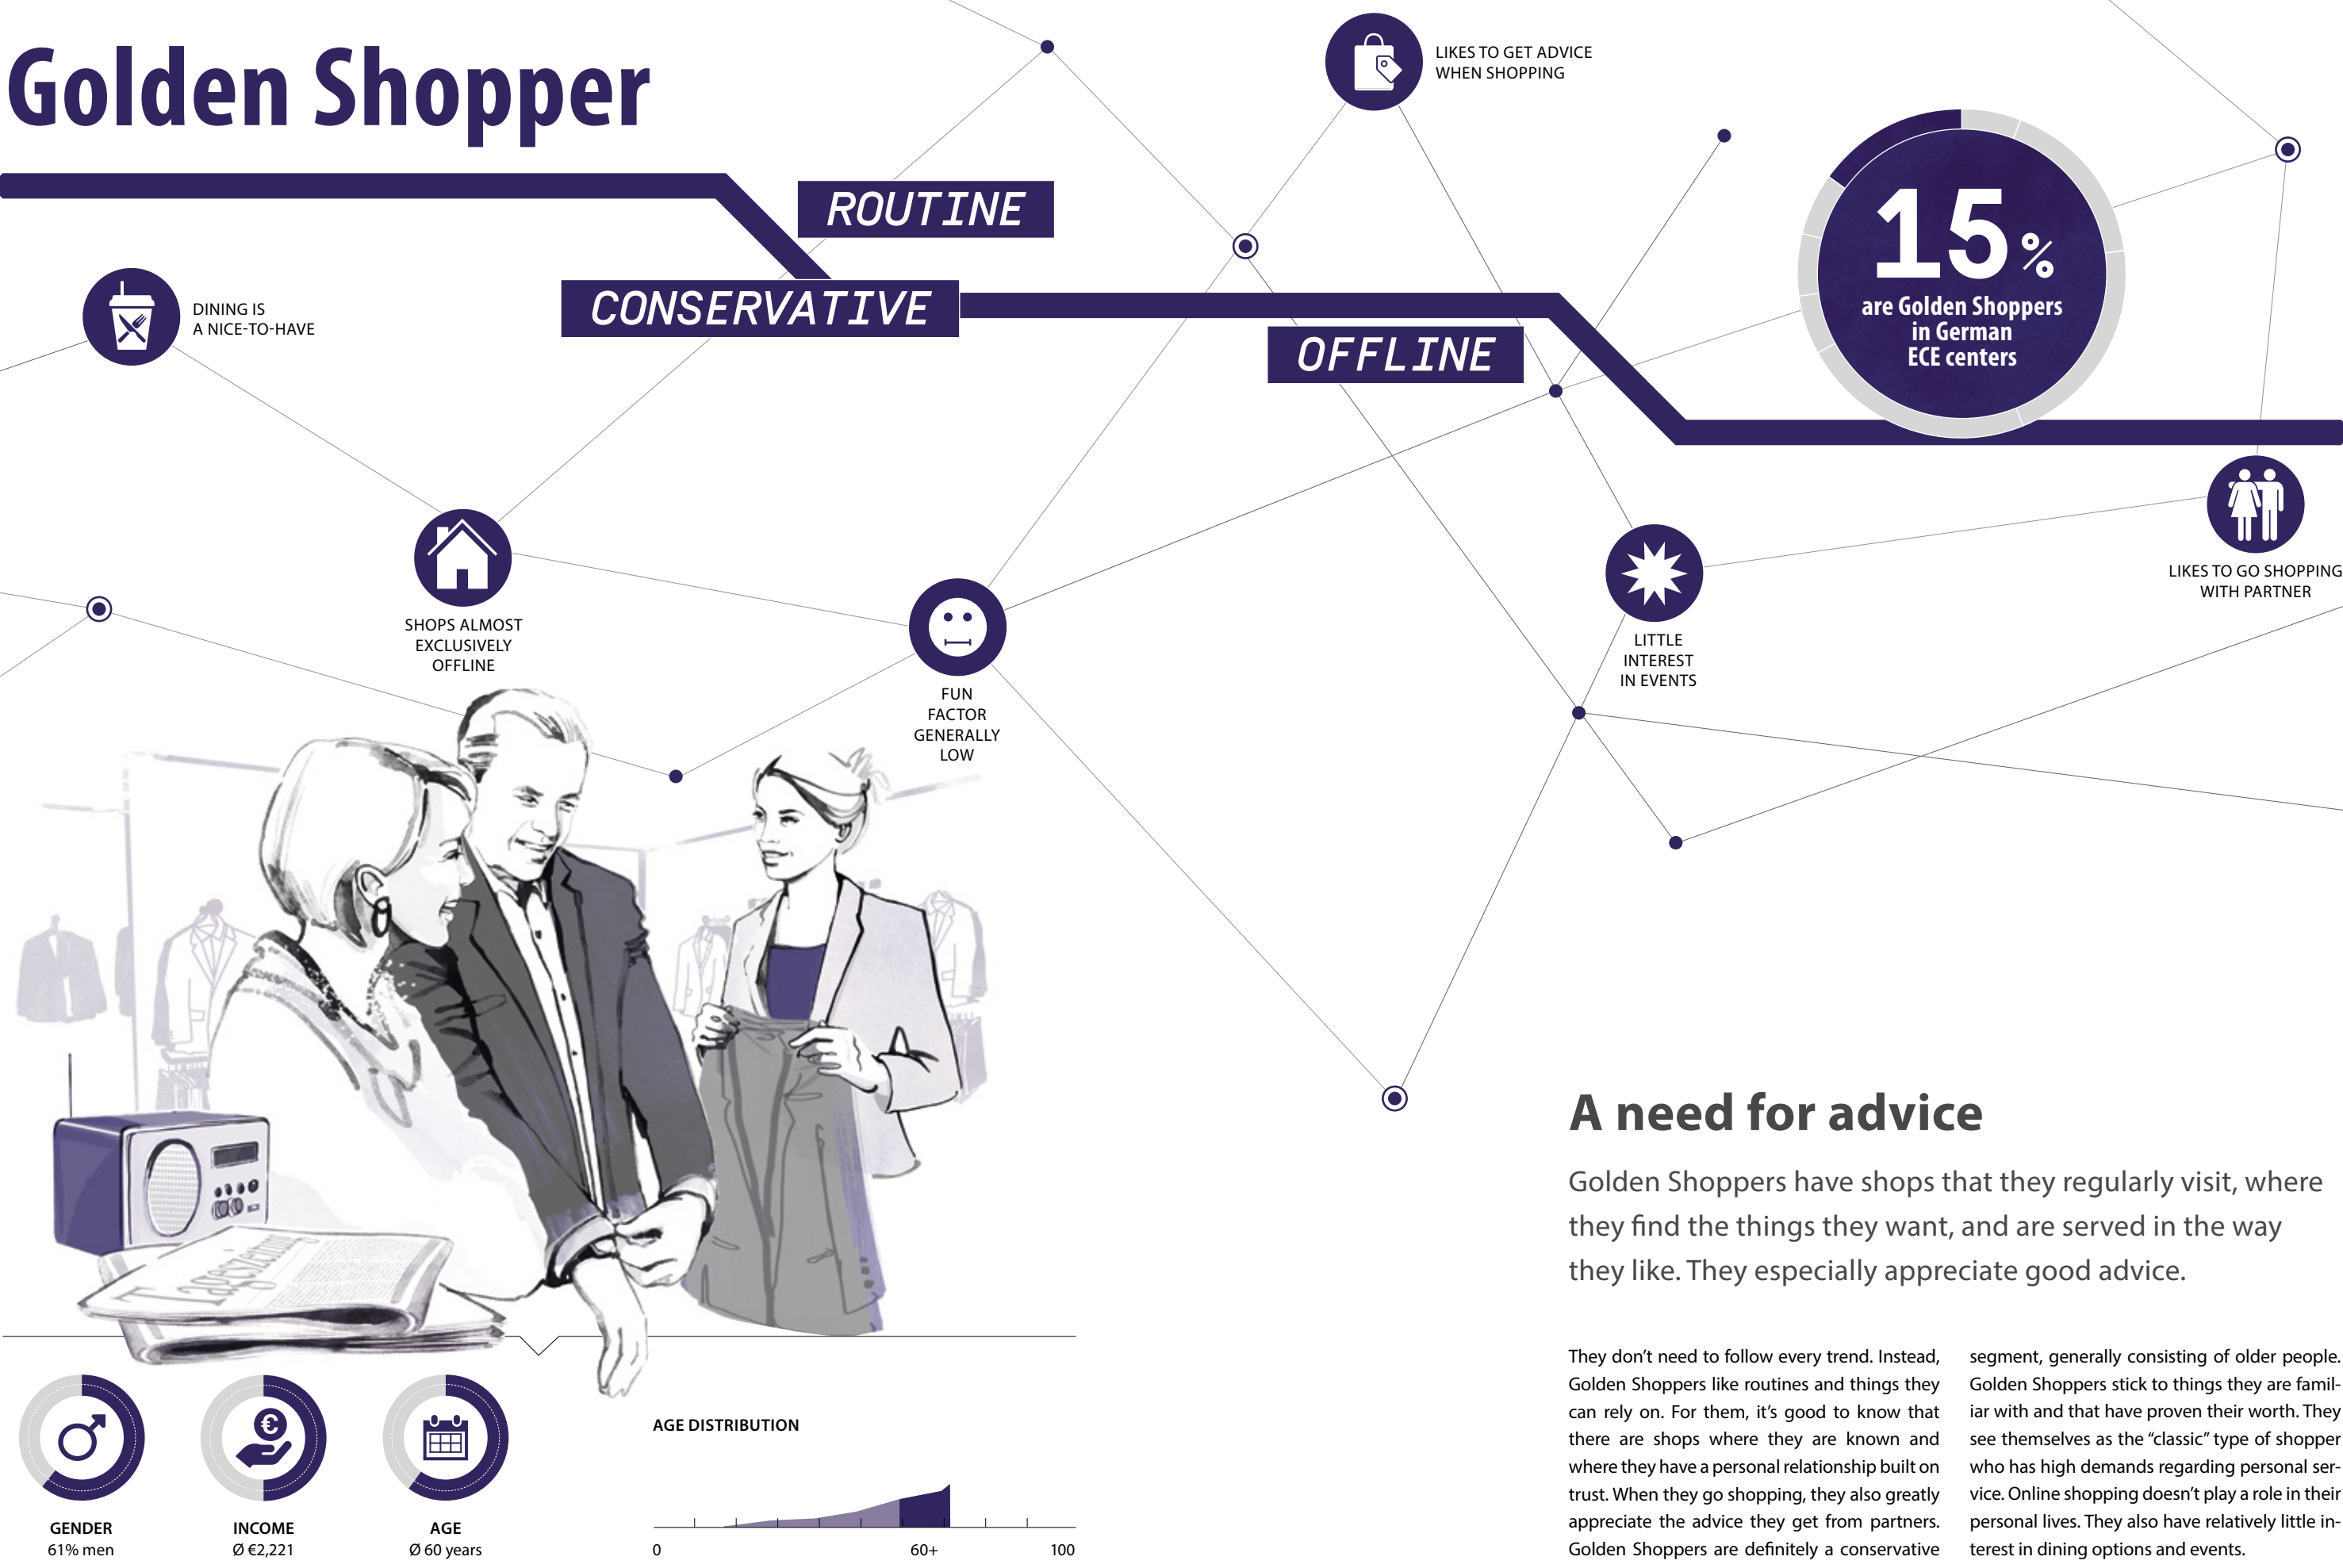 Golden Shopper
LIKES TO GET ADVICE
WHEN SHOPPING
ROUTINE
CONSERVATIVE
OFFLINE
15%
are Golden Shoppers
in German
ECE centers
DINING IS
A NICE-TO-HAVE
SHOPS ALMOST
EXCLUSIVELY
OFFLINE
FUN
FACTOR
GENERALLY
LOW
LITTLE
INTEREST
IN EVENTS
LIKES TO GO SHOPPING
WITH PARTNER
Tageszeitung
€
GENDER
61% men
INCOME
Ø €2,221
AGE
Ø 60 years
AGE DISTRIBUTION
0
60+
100
A need for advice
Golden Shoppers have shops that they regularly visit, where
they find the things they want, and are served in the way
they like. They especially appreciate good advice.
They don’t need to follow every trend. Instead,
Golden Shoppers like routines and things they
can rely on. For them, it’s good to know that
there are shops where they are known and
where they have a personal relationship built on
trust. When they go shopping, they also greatly
appreciate the advice they get from partners.
Golden Shoppers are definitely a conservative
segment, generally consisting of older people.
Golden Shoppers stick to things they are famil-
iar with and that have proven their worth. They
see themselves as the “classic” type of shopper
who has high demands regarding personal ser-
vice. Online shopping doesn’t play a role in their
personal lives. They also have relatively little in-
terest in dining options and events.